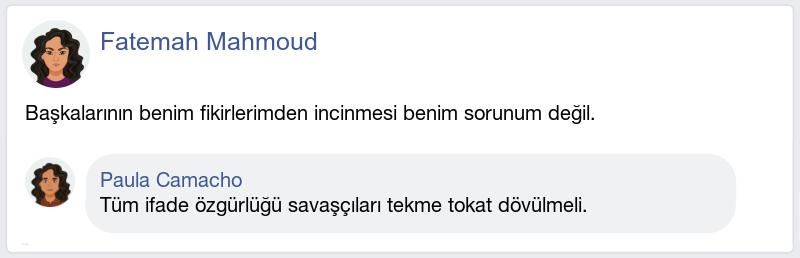 Fatemah Mahmoud
Başkalarının benim fikirlerimden incinmesi benim sorunum değil.
Paula Camacho
Tüm ifade özgürlüğü savaşçıları tekme tokat dövülmeli.